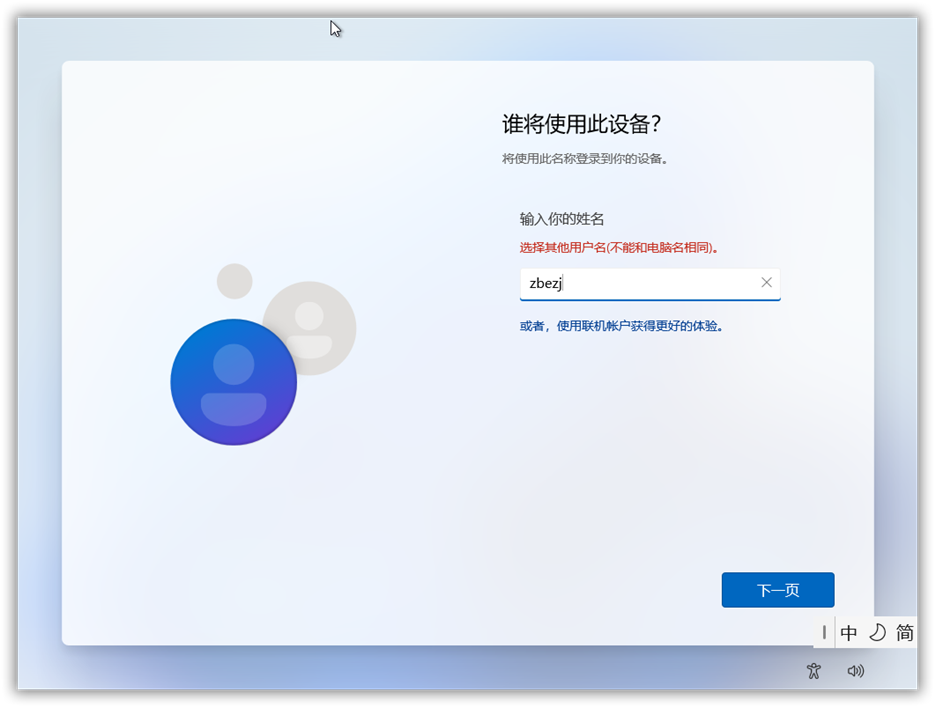 谁将使用此设备?
将使用此名称登录到你的设备。
输入你的姓名
选择其他用户名(不能和电脑名相同)。
zbezj
或者，使用联机帐户获得更好的体验。
下一页
中 简